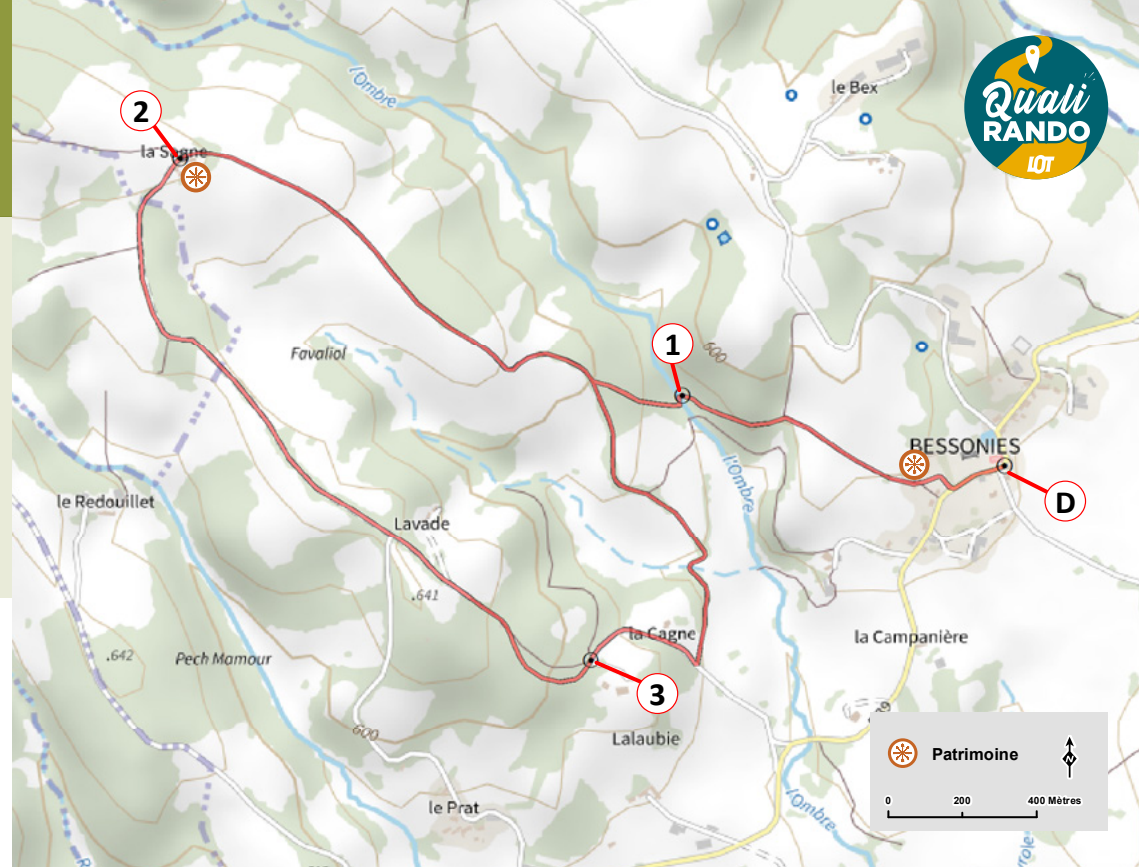 l'Ombre
le Bex
Quali
RANDO
LOT
2
la Sagne
Favaliol
1
600
BESSONIES
D
le Redouillet
Lavade
l'Ombre
.641
la Cagne
la Campanière
.642
Pech Mamour
3
600
Lalaubie
Patrimoine
N
0 200 400 Mètres
le Prat
l'Ombre